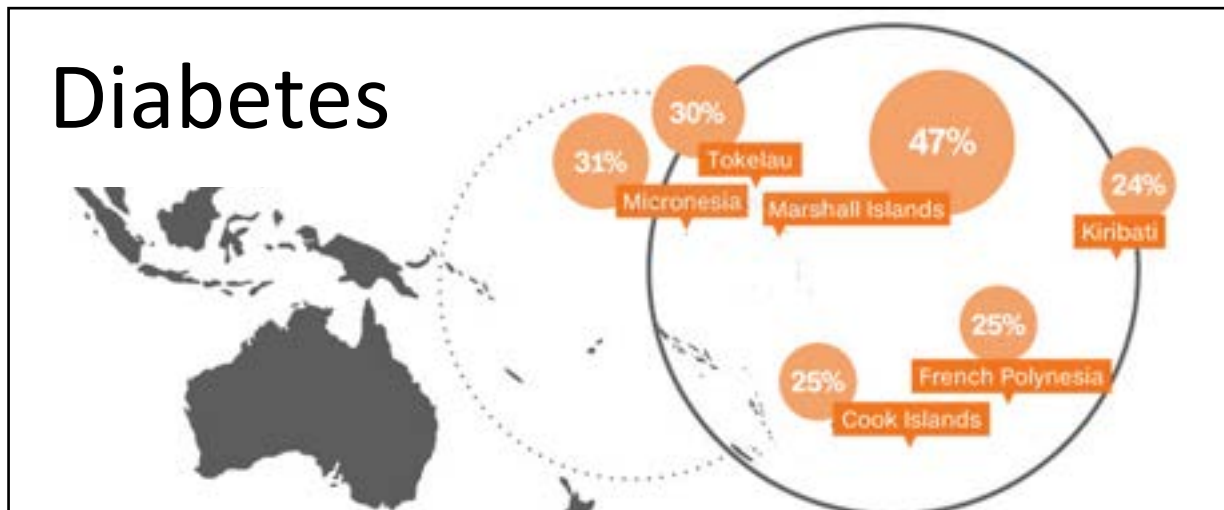 Diabetes
30%
Tokelau
31%
Micronesia
47%
Marshall Islands
24%
Kiribati
25%
French Polynesia
25%
Cook Islands